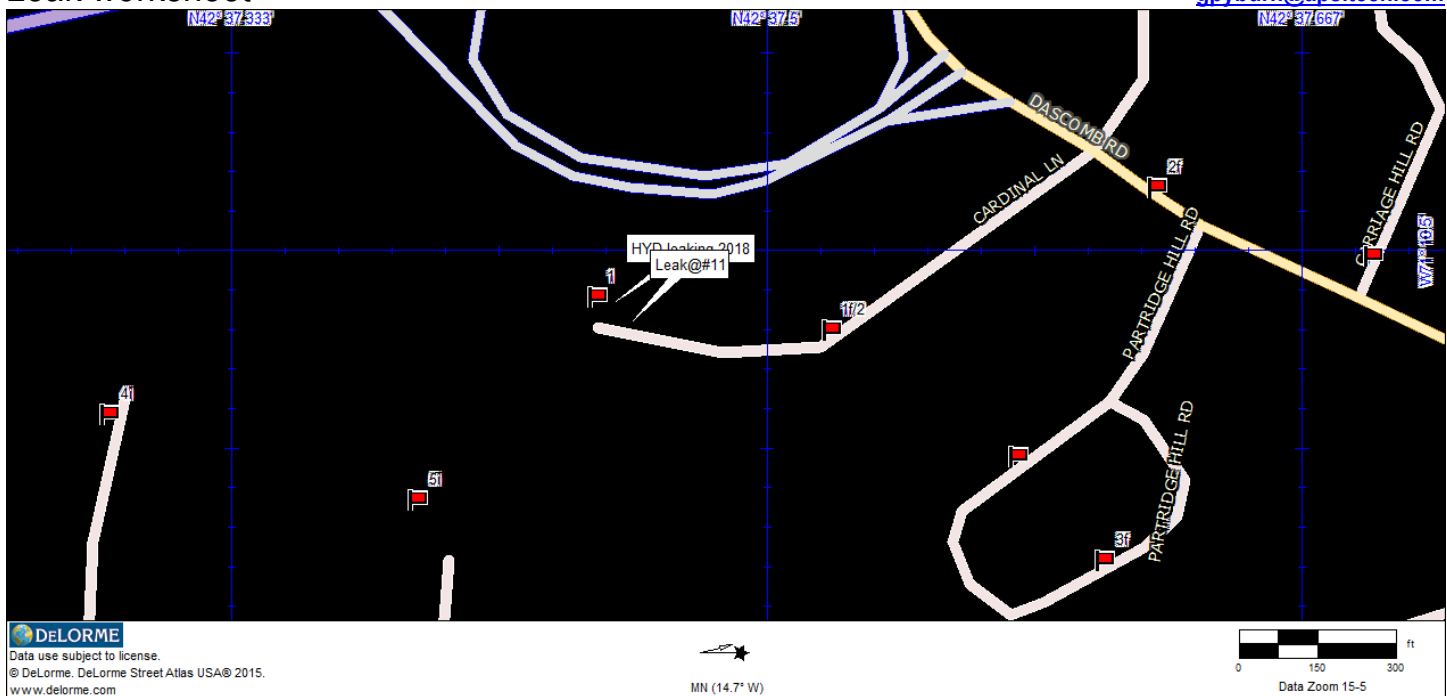 N42° 37.333'
N42° 37.5'
N42° 37.667'
DASCOMB RD
2f
CARDINAL LN
CARRIAGE HILL RD
PARTRIDGE HILL RD
W71° 10.5'
HYD leaking 2018
Leak@#11
1
1f/2
4i
5i
PARTRIDGE HILL RD
3f
DELORME
Data use subject to license.
© DeLorme. DeLorme Street Atlas USA® 2015.
www.delorme.com
MN (14.7° W)
ft
0 150 300
Data Zoom 15-5